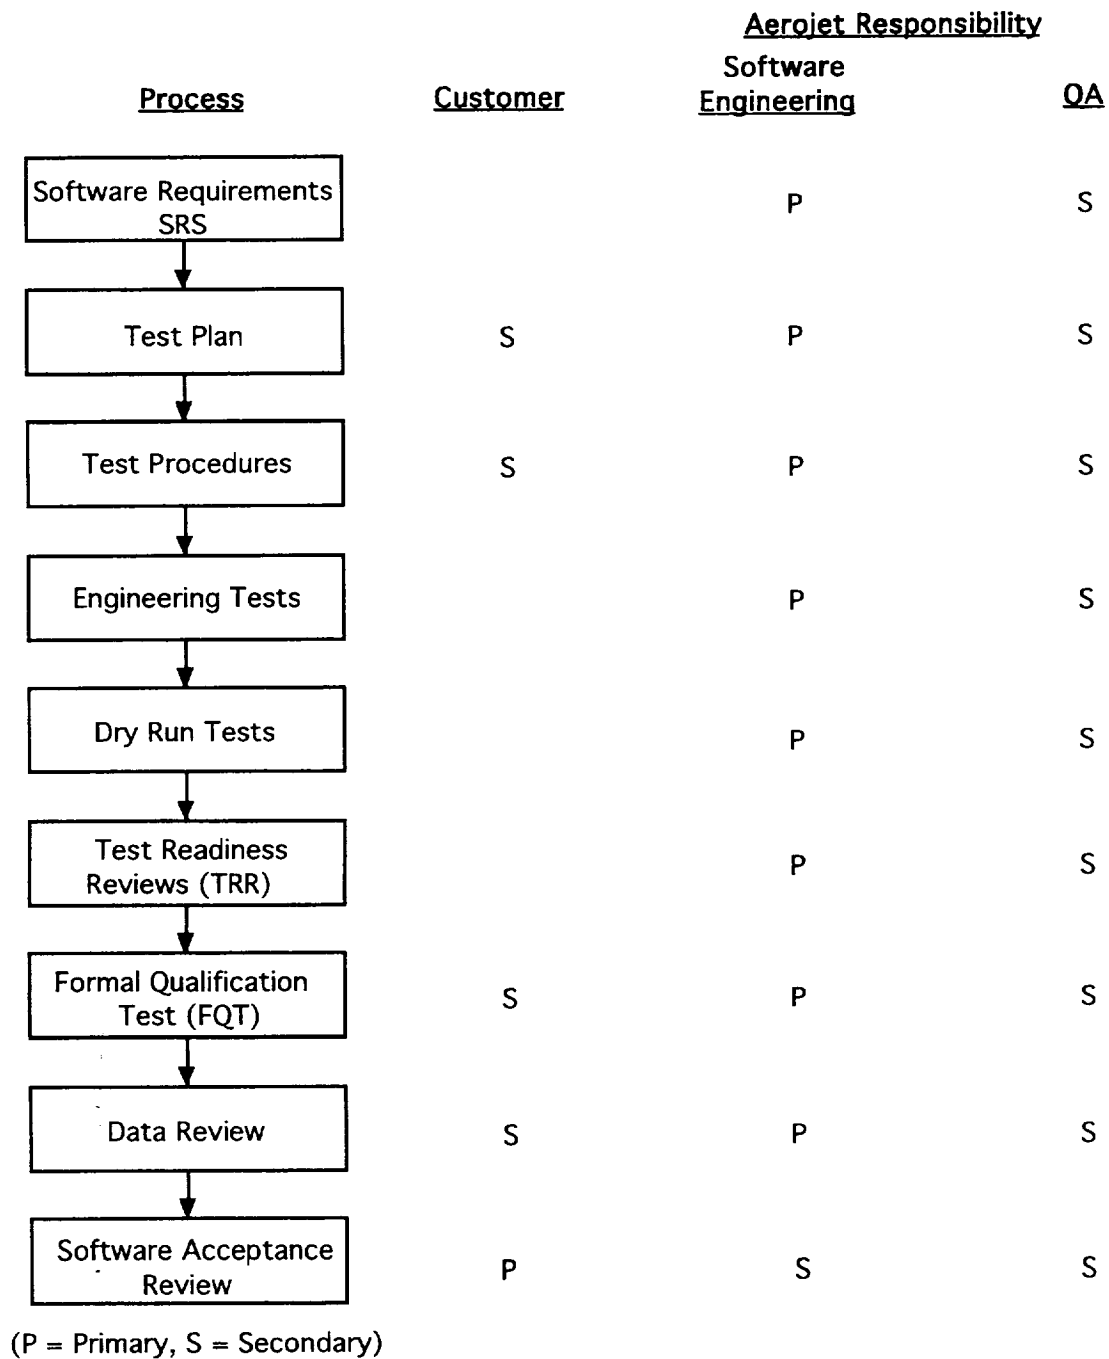 Aerojet Responsibility
Process Customer Software Engineering QA
Software Requirements
SRS
P S
Test Plan S P S
Test Procedures S P S
Engineering Tests P S
Dry Run Tests P S
Test Readiness
Reviews (TRR)
P S
Formal Qualification
Test (FQT)
S P S
Data Review S P S
Software Acceptance
Review
P S S
(P = Primary, S = Secondary)